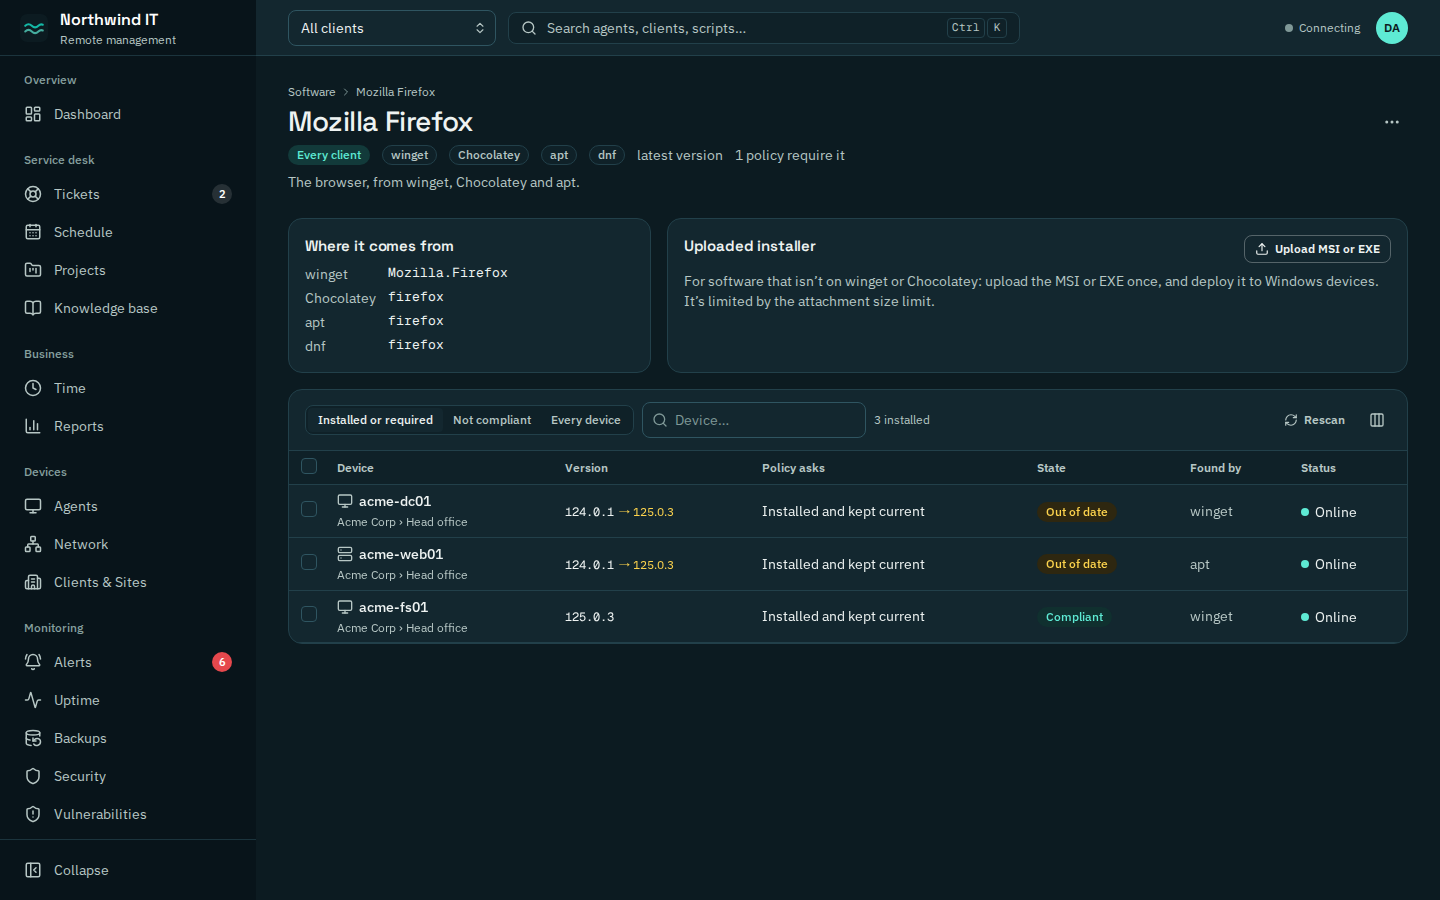 Northwind IT
Remote management
All clients
Search agents, clients, scripts...
Ctrl K
Connecting
DA
Overview
Dashboard
Service desk
Tickets 2
Schedule
Projects
Knowledge base
Business
Time
Reports
Devices
Agents
Network
Clients & Sites
Monitoring
Alerts 6
Uptime
Backups
Security
Vulnerabilities
Collapse
Software > Mozilla Firefox
Mozilla Firefox
Every client winget Chocolatey apt dnf latest version 1 policy require it
The browser, from winget, Chocolatey and apt.
Where it comes from
winget Mozilla.Firefox
Chocolatey firefox
apt firefox
dnf firefox
Uploaded installer
Upload MSI or EXE
For software that isn’t on winget or Chocolatey: upload the MSI or EXE once, and deploy it to Windows devices.
It’s limited by the attachment size limit.
Installed or required Not compliant Every device Device... 3 installed Rescan
Device Version Policy asks State Found by Status
acme-dc01
Acme Corp › Head office
124.0.1 → 125.0.3 Installed and kept current Out of date winget Online
acme-web01
Acme Corp › Head office
124.0.1 → 125.0.3 Installed and kept current Out of date apt Online
acme-fs01
Acme Corp › Head office
125.0.3 Installed and kept current Compliant winget Online